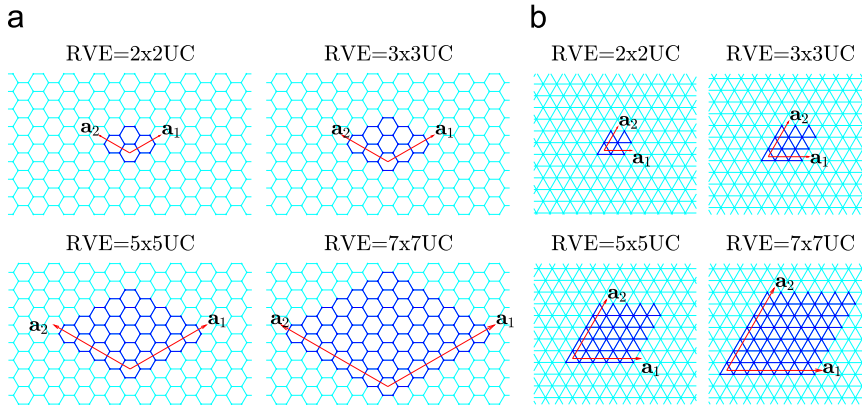 a
b
RVE=2x2UC
RVE=3x3UC
RVE=2x2UC
RVE=3x3UC
a2
a1
a2
a1
a2
a1
a2
a1
RVE=5x5UC
RVE=7x7UC
RVE=5x5UC
RVE=7x7UC
a2
a1
a2
a1
a2
a1
a2
a1